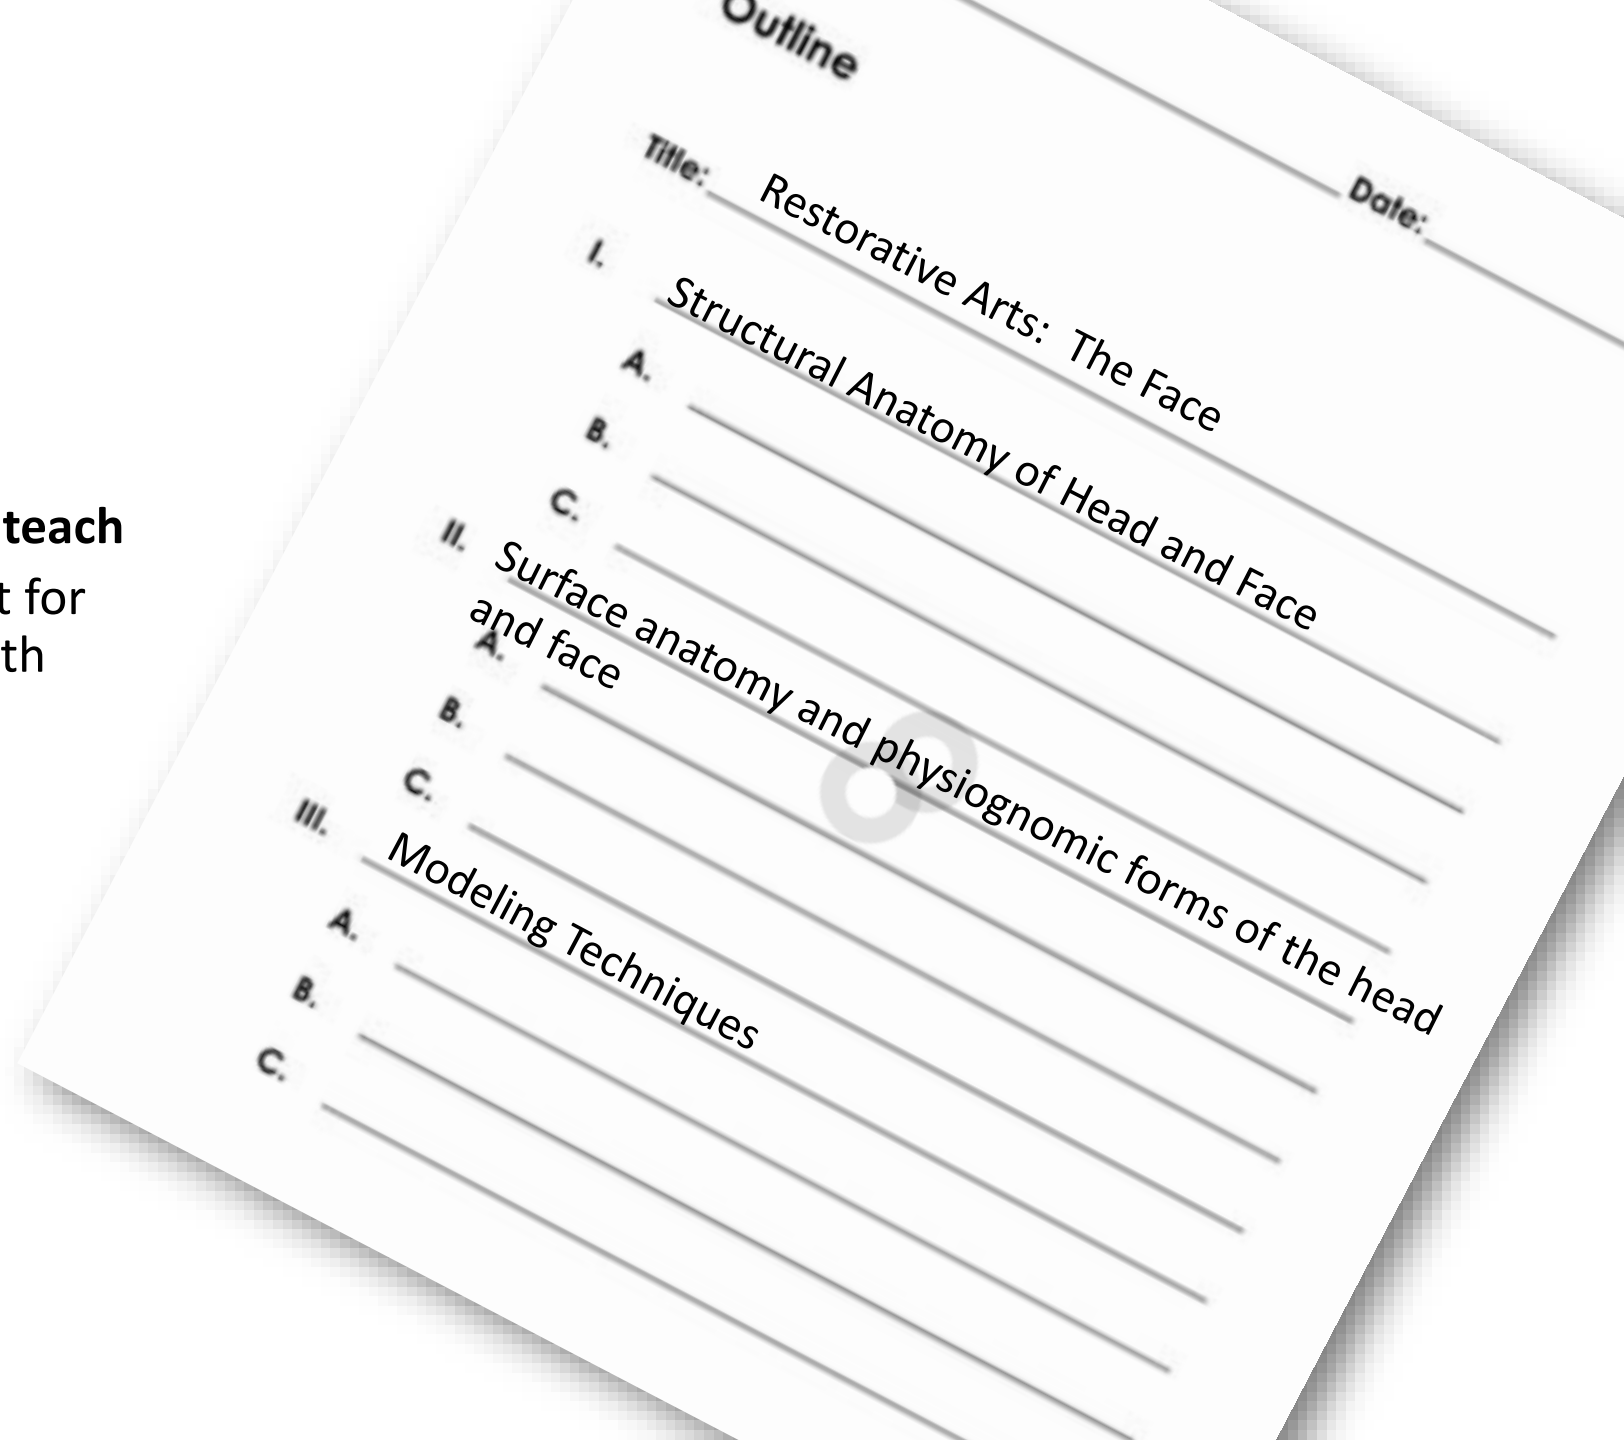 Outline
Date:
Title: Restorative Arts: The Face
I. Structural Anatomy of Head and Face
A.
B.
C.
II. Surface anatomy and physiognomic forms of the head
and face
A.
B.
C.
III. Modeling Techniques
A.
B.
C.
teach
t for
th